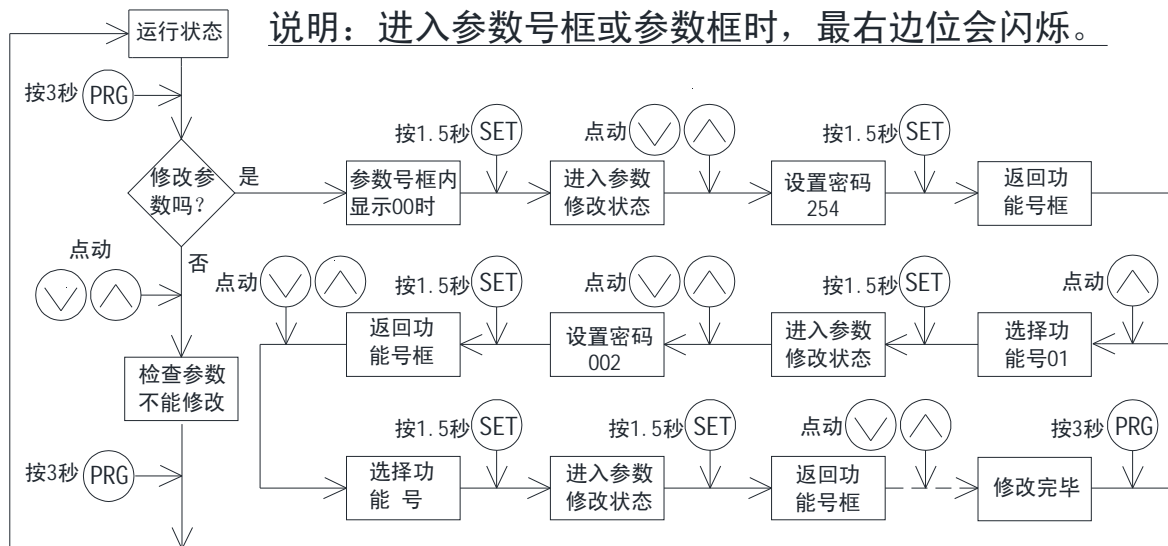 运行状态
说明：进入参数号框或参数框时，最右边位会闪烁。
按3秒 PRG
修改参
数吗？
是
否
点动
检查参数
不能修改
按3秒 PRG
按1.5秒 SET
点动
按1.5秒 SET
参数号框内
显示00时
进入参数
修改状态
设置密码
254
返回功
能号框
点动
按1.5秒 SET
点动
按1.5秒 SET
点动
返回功
能号框
设置密码
002
进入参数
修改状态
选择功
能号01
按1.5秒 SET
按1.5秒 SET
点动
按3秒 PRG
选择功
能 号
进入参数
修改状态
返回功
能号框
修改完毕